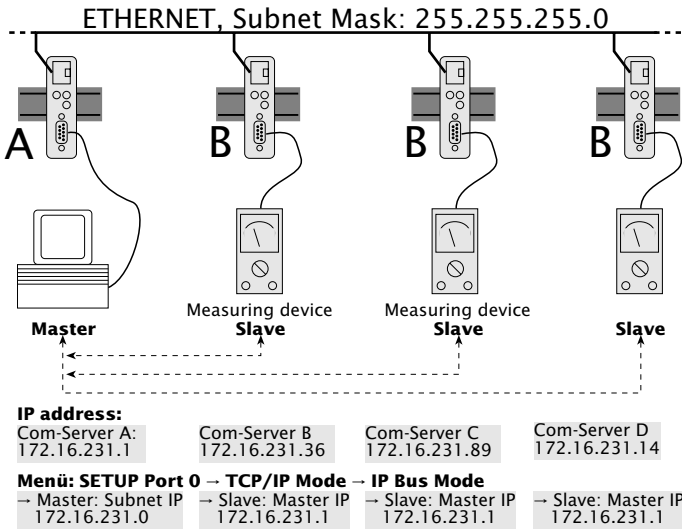 ETHERNET, Subnet Mask: 255.255.255.0
A B B B
Measuring device Measuring device
Master Slave Slave Slave
IP address:
Com-Server A: Com-Server B Com-Server C Com-Server D
172.16.231.1 172.16.231.36 172.16.231.89 172.16.231.14
Menü: SETUP Port 0 → TCP/IP Mode → IP Bus Mode
→ Master: Subnet IP → Slave: Master IP → Slave: Master IP → Slave: Master IP
172.16.231.0 172.16.231.1 172.16.231.1 172.16.231.1